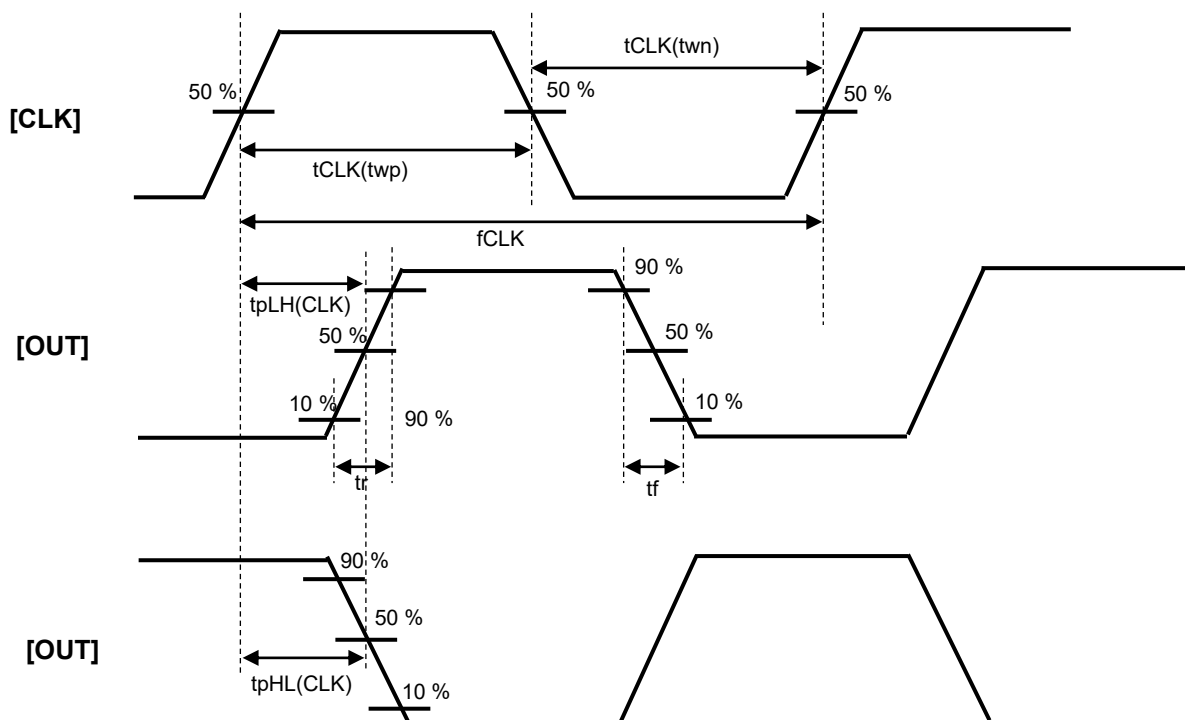 tCLK(twn)
50 %
50 %
50 %
[CLK]
tCLK(twp)
fCLK
90 %
tpLH(CLK)
50 %
50 %
[OUT]
10 %
90 %
10 %
tr
tf
90 %
50 %
[OUT]
tpHL(CLK)
10 %